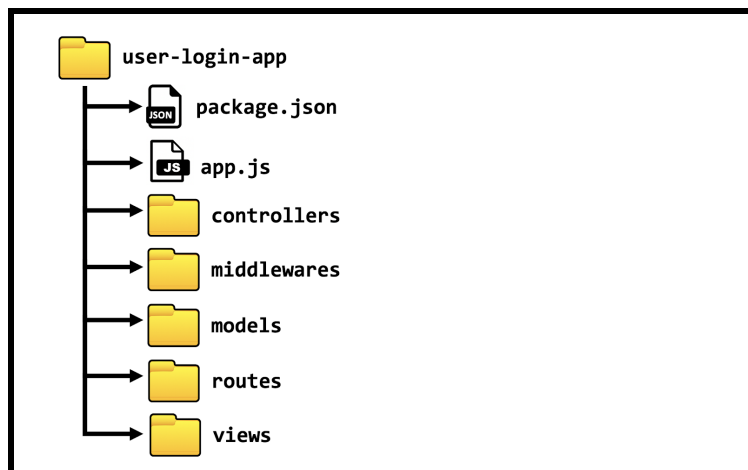 user-login-app
JSON
package.json
JS
app.js
controllers
middlewares
models
routes
views